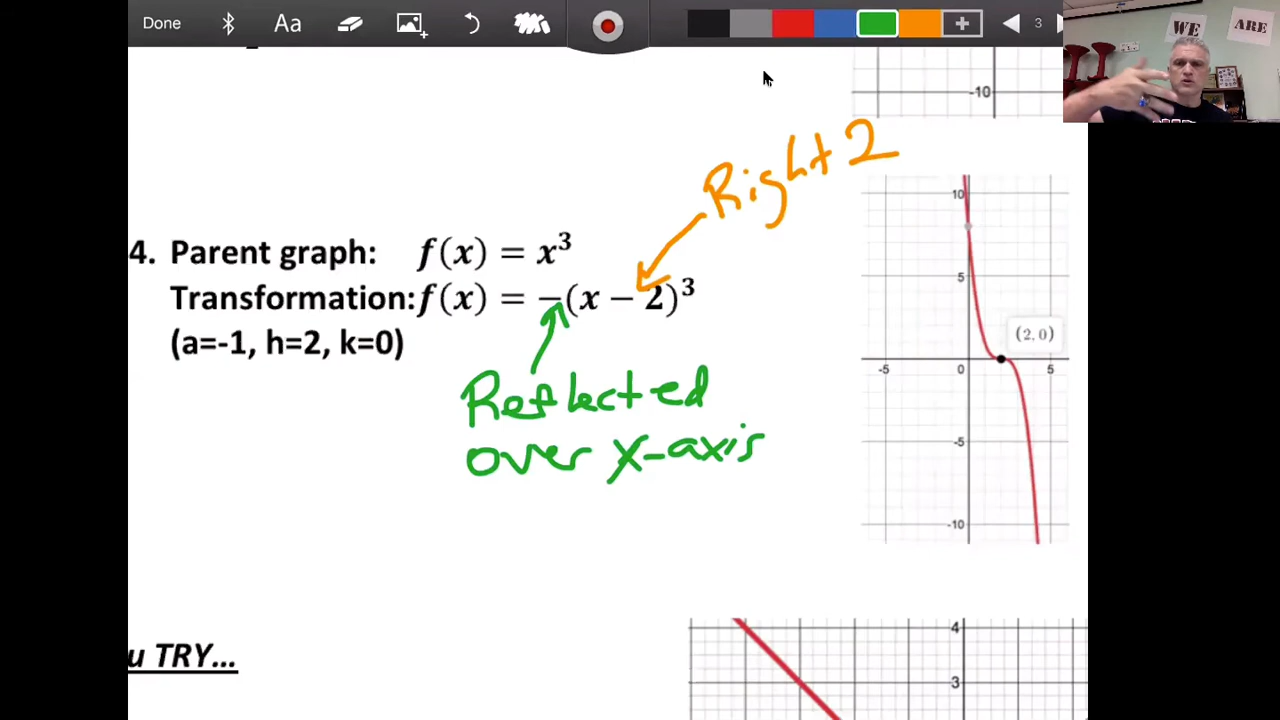 Done
Aa
3
WE
ARE
-10
Right 2
10
4. Parent graph: f(x) = x³
Transformation:f(x) = −(x − 2)³
(a=-1, h=2, k=0)
5
(2,0)
-5
0
5
Reflected
over x-axis
-5
-10
u TRY...
4
3